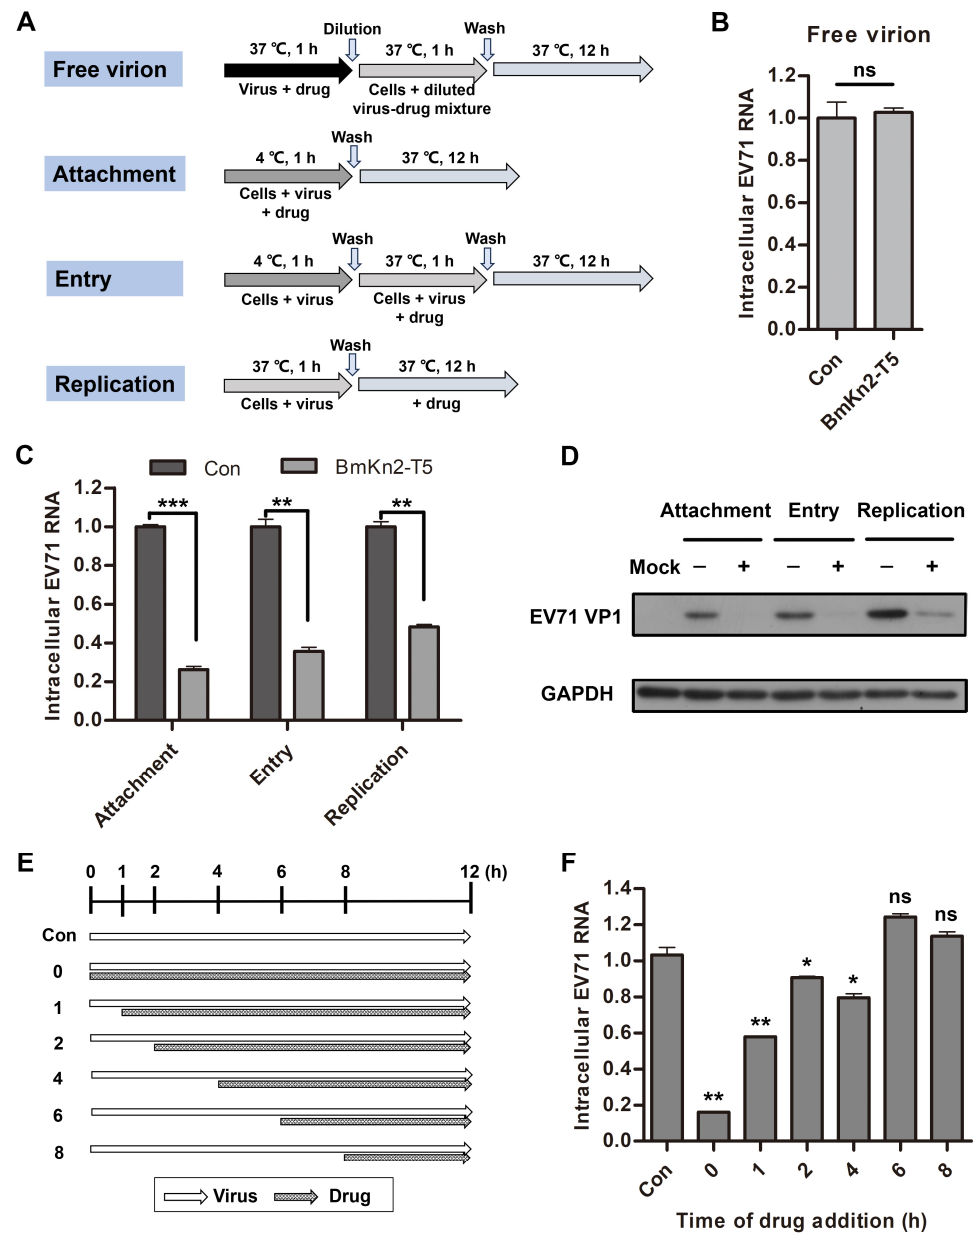 A
Free virion
37 ℃, 1 h
Dilution
37 ℃, 1 h
Wash
37 ℃, 12 h
Virus + drug
Cells + diluted
virus-drug mixture
Attachment
4 ℃, 1 h
Wash
37 ℃, 12 h
Cells + virus
+ drug
Entry
4 ℃, 1 h
Wash
37 ℃, 1 h
Wash
37 ℃, 12 h
Cells + virus
Cells + virus
+ drug
Replication
37 ℃, 1 h
Wash
37 ℃, 12 h
Cells + virus
+ drug
B
Free virion
Intracellular EV71 RNA
1.2
1.0
0.8
0.6
0.4
0.2
0.0
ns
Con
BmKn2-T5
C
Con
BmKn2-T5
Intracellular EV71 RNA
1.2
1.0
0.8
0.6
0.4
0.2
0.0
***
**
**
Attachment
Entry
Replication
D
Attachment Entry Replication
Mock – + – + – +
EV71 VP1
GAPDH
E
0 1 2 4 6 8 12 (h)
Con
0
1
2
4
6
8
Virus
Drug
F
Intracellular EV71 RNA
1.4
1.2
1.0
0.8
0.6
0.4
0.2
0.0
**
**
*
*
ns
ns
Con 0 1 2 4 6 8
Time of drug addition (h)